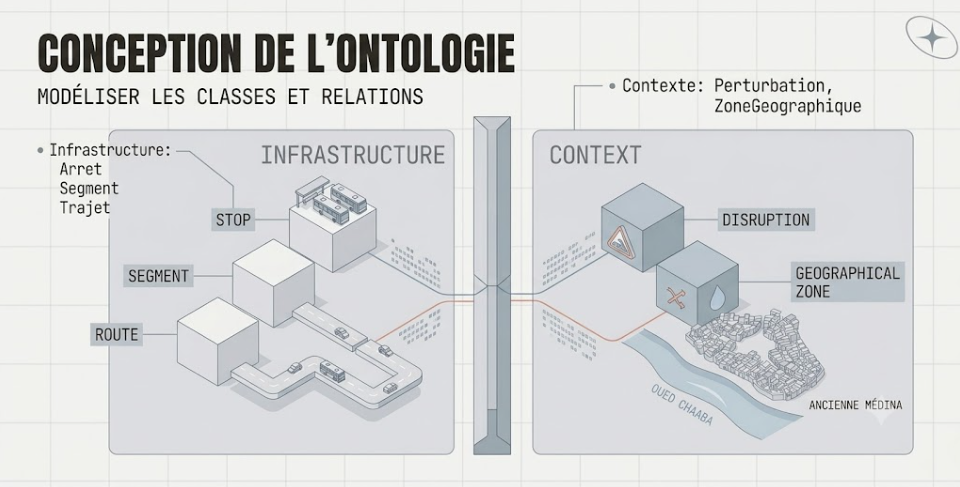 CONCEPTION DE L'ONTOLOGIE
MODÉLISER LES CLASSES ET RELATIONS
• Contexte: Perturbation,
ZoneGeographique
• Infrastructure:
Arret
Segment
Trajet
INFRASTRUCTURE
STOP
SEGMENT
ROUTE
CONTEXT
DISRUPTION
GEOGRAPHICAL
ZONE
OUED CHAABA
ANCIENNE MÉDINA